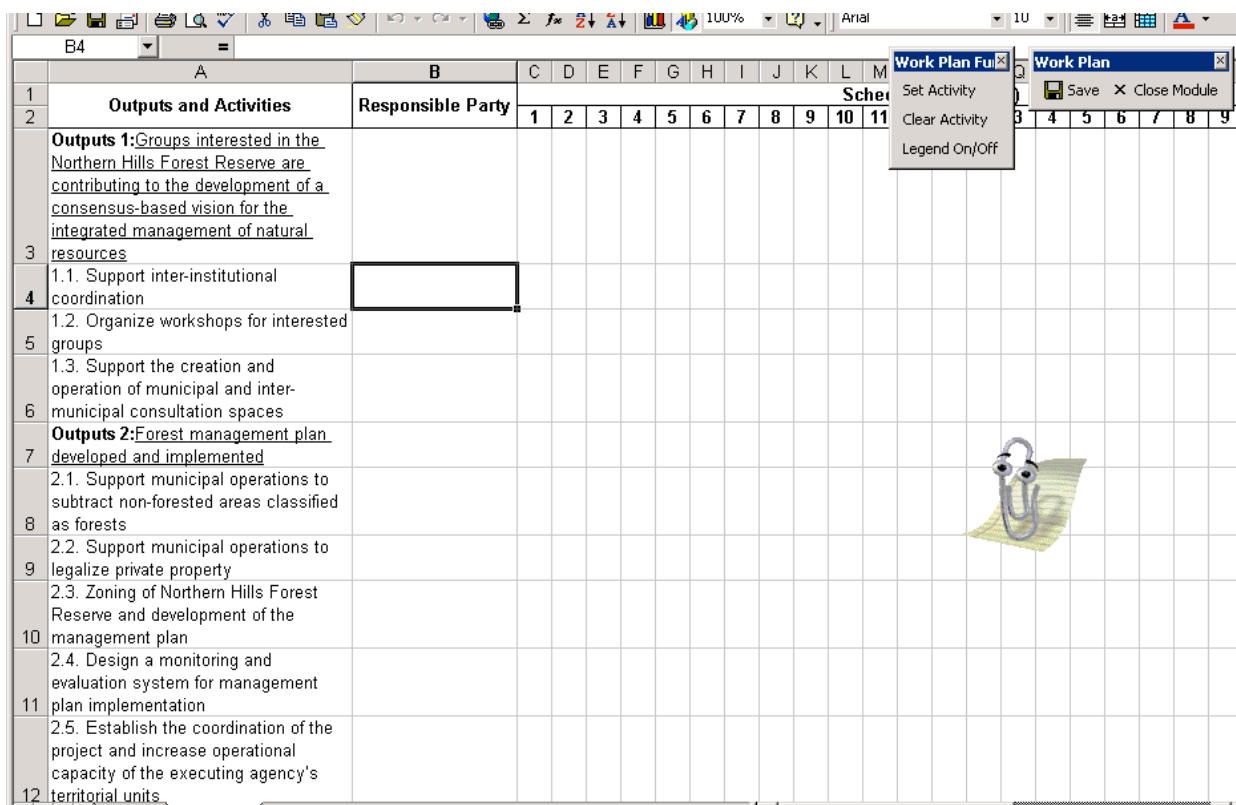 100%
Arial
10
B4
=
Work Plan Fu
Work Plan
Set Activity
Clear Activity
Legend On/Off
Save Close Module
A B C D E F G H I J K L M Q
1 Outputs and Activities Responsible Party Sched )
2 1 2 3 4 5 6 7 8 9 10 11 3 4 5 6 7 8 9
Outputs 1:Groups interested in the
Northern Hills Forest Reserve are
contributing to the development of a
consensus-based vision for the
integrated management of natural
3 resources
1.1. Support inter-institutional
4 coordination
1.2. Organize workshops for interested
5 groups
1.3. Support the creation and
operation of municipal and inter-
6 municipal consultation spaces
Outputs 2:Forest management plan
7 developed and implemented
2.1. Support municipal operations to
subtract non-forested areas classified
8 as forests
2.2. Support municipal operations to
9 legalize private property
2.3. Zoning of Northern Hills Forest
Reserve and development of the
10 management plan
2.4. Design a monitoring and
evaluation system for management
11 plan implementation
2.5. Establish the coordination of the
project and increase operational
capacity of the executing agency's
12 territorial units